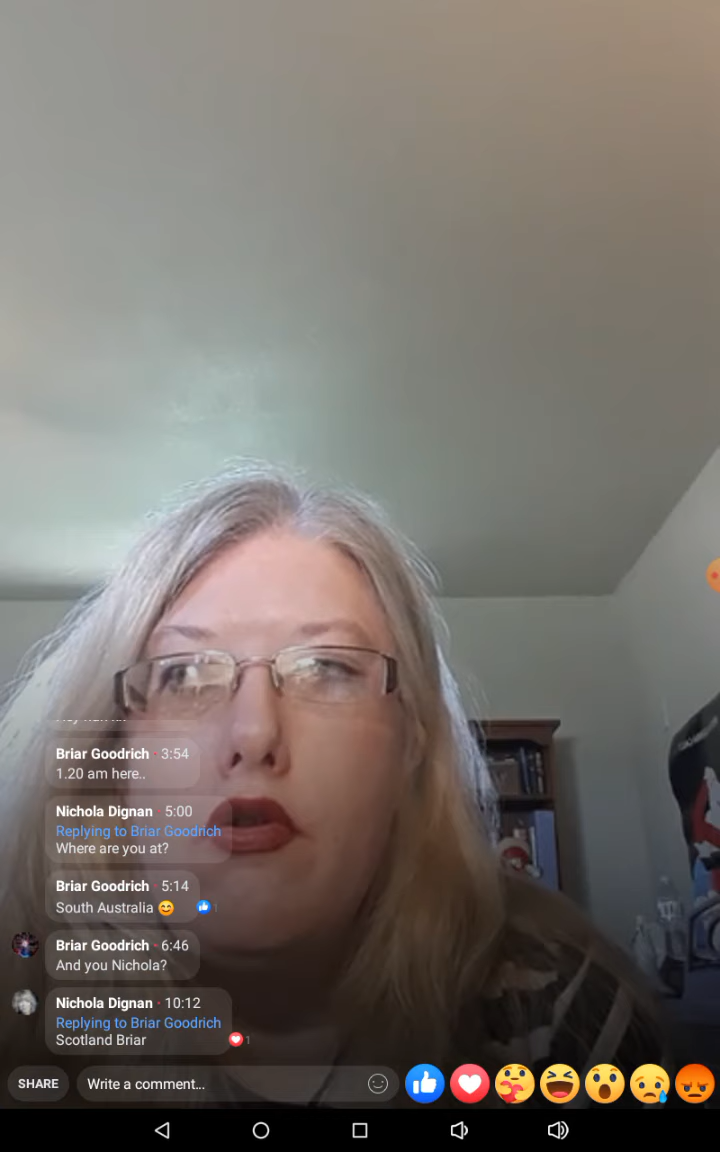 Briar Goodrich · 3:54
1.20 am here..
Nichola Dignan · 5:00
Replying to Briar Goodrich
Where are you at?
Briar Goodrich · 5:14
South Australia 😊 1
Briar Goodrich · 6:46
And you Nichola?
Nichola Dignan · 10:12
Replying to Briar Goodrich
Scotland Briar 1
SHARE
Write a comment...